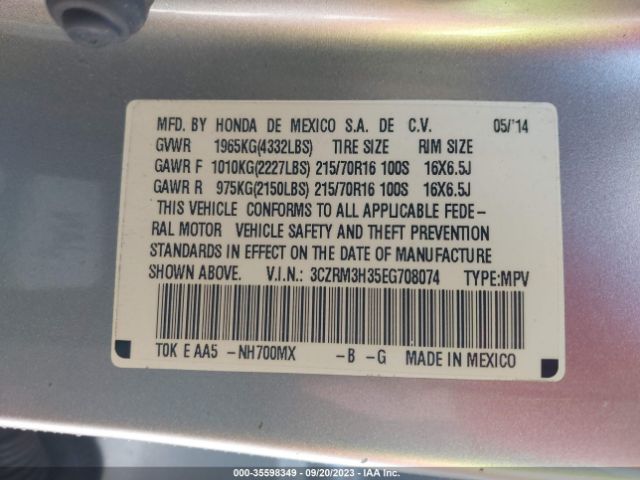 MFD. BY HONDA DE MEXICO S.A. DE C.V. 05/'14
GVWR 1965KG(4332LBS) TIRE SIZE RIM SIZE
GAWR F 1010KG(2227LBS) 215/70R16 100S 16X6.5J
GAWR R 975KG(2150LBS) 215/70R16 100S 16X6.5J
THIS VEHICLE CONFORMS TO ALL APPLICABLE FEDE-
RAL MOTOR VEHICLE SAFETY AND THEFT PREVENTION
STANDARDS IN EFFECT ON THE DATE OF MANUFACTURE
SHOWN ABOVE. V.I.N.: 3CZRM3H35EG708074 TYPE:MPV
T0K E AA5 -NH700MX -B -G MADE IN MEXICO
000-35598349 - 09/20/2023 - IAA Inc.